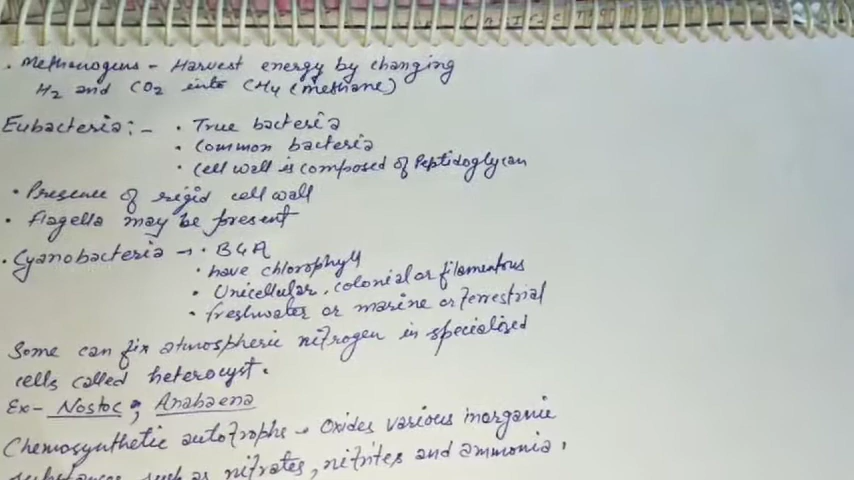 . Methanogens - Harvest energy by changing
H2 and CO2 into CH4 (methane)
Eubacteria:- . True bacteria
. Common bacteria
. Cell wall is composed of Peptidoglycan
. Presence of rigid cell wall
. flagella may be present
. Cyanobacteria → . BGA
. have chlorophyll
. Unicellular, colonial or filamentous
. freshwater or marine or terrestrial
Some can fix atmospheric nitrogen in specialised
cells called heterocyst.
Ex- Nostoc, Anabaena
Chemosynthetic autotrophs → Oxides various inorganic
substances such as nitrates, nitrites and ammonia.